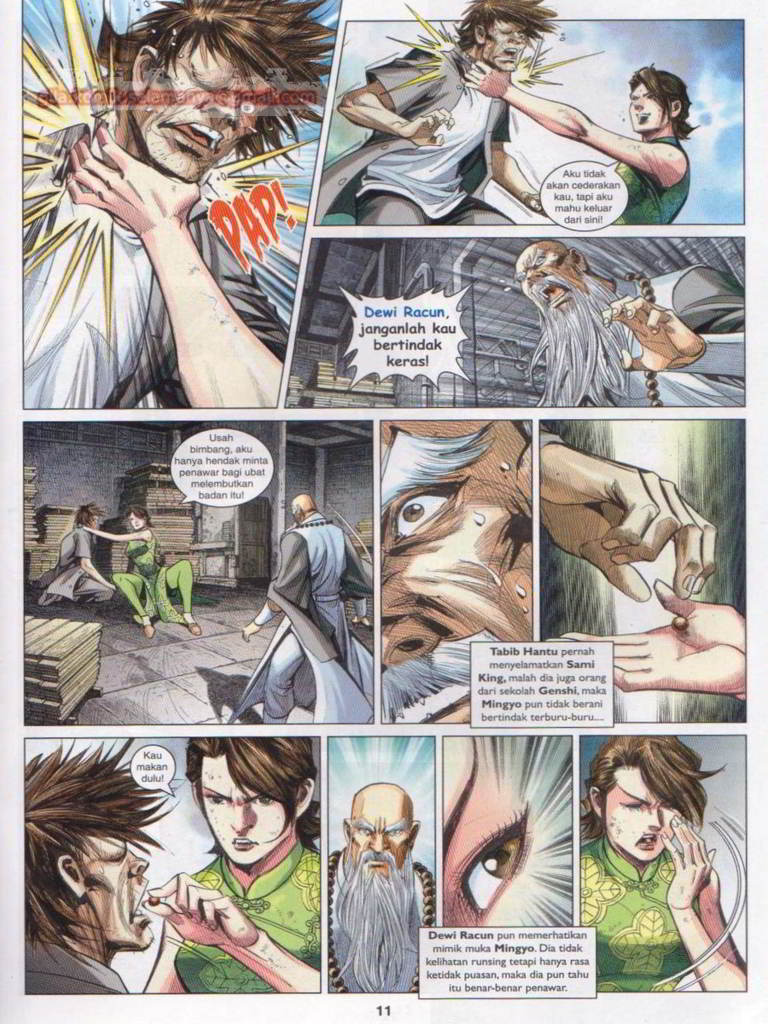 PAP!
Aku tidak
akan cederakan
kau, tapi aku
mahu keluar
dari sini!
Dewi Racun,
janganlah kau
bertindak
keras!
Usah
bimbang, aku
hanya hendak minta
penawar bagi ubat
melembutkan
badan itu!
Tabib Hantu pernah
menyelamatkan Sami
King, malah dia juga orang
dari sekolah Genshi, maka
Mingyo pun tidak berani
bertindak terburu-buru....
Kau
makan
dulu!
Dewi Racun pun memerhatikan
mimik muka Mingyo. Dia tidak
kelihatan runsing tetapi hanya rasa
ketidak puasan, maka dia pun tahu
itu benar-benar penawar.
11